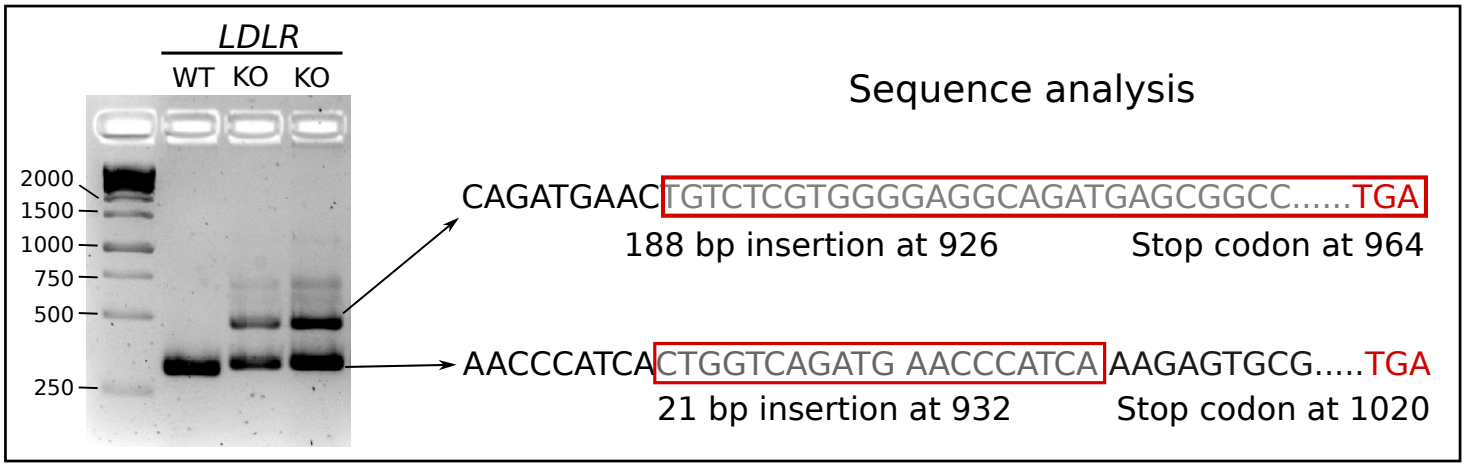 LDLR
WT KO KO
2000
1500
1000
750
500
250
Sequence analysis
CAGATGAACTGTCTCGTGGGGAGGCAGATGAGCGGCC......TGA
188 bp insertion at 926 Stop codon at 964
AACCCATCACTGGTCAGATG AACCCATCA AAGAGTGCG.....TGA
21 bp insertion at 932 Stop codon at 1020